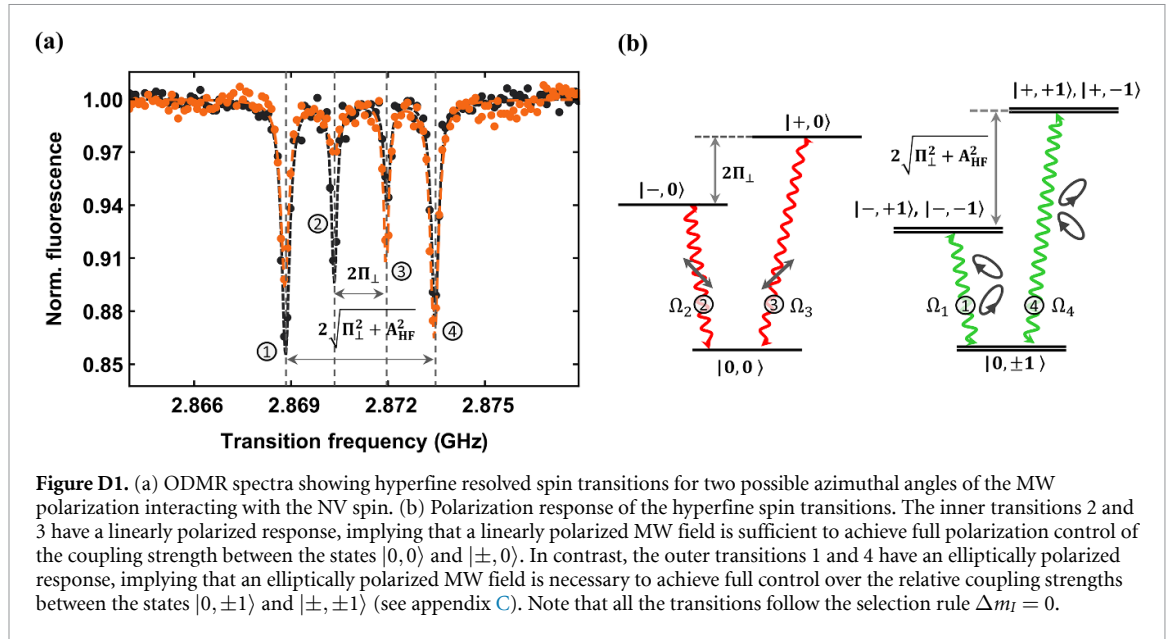 (a)
1.00
0.97
0.94
0.91
0.88
0.85
Norm. fluorescence
2.866
2.869
2.872
2.875
Transition frequency (GHz)
①
②
③
④
2Π⊥
2√(Π⊥² + A_HF²)
(b)
|+, 0⟩
2Π⊥
|−, 0⟩
Ω₂ ②
③ Ω₃
|0, 0⟩
|+, +1⟩, |+, −1⟩
2√(Π⊥² + A_HF²)
|−, +1⟩, |−, −1⟩
Ω₁ ①
④ Ω₄
|0, ±1⟩
Figure D1. (a) ODMR spectra showing hyperfine resolved spin transitions for two possible azimuthal angles of the MW
polarization interacting with the NV spin. (b) Polarization response of the hyperfine spin transitions. The inner transitions 2 and
3 have a linearly polarized response, implying that a linearly polarized MW field is sufficient to achieve full polarization control of
the coupling strength between the states |0, 0⟩ and |±, 0⟩. In contrast, the outer transitions 1 and 4 have an elliptically polarized
response, implying that an elliptically polarized MW field is necessary to achieve full control over the relative coupling strengths
between the states |0, ±1⟩ and |±, ±1⟩ (see appendix C). Note that all the transitions follow the selection rule Δm_I = 0.